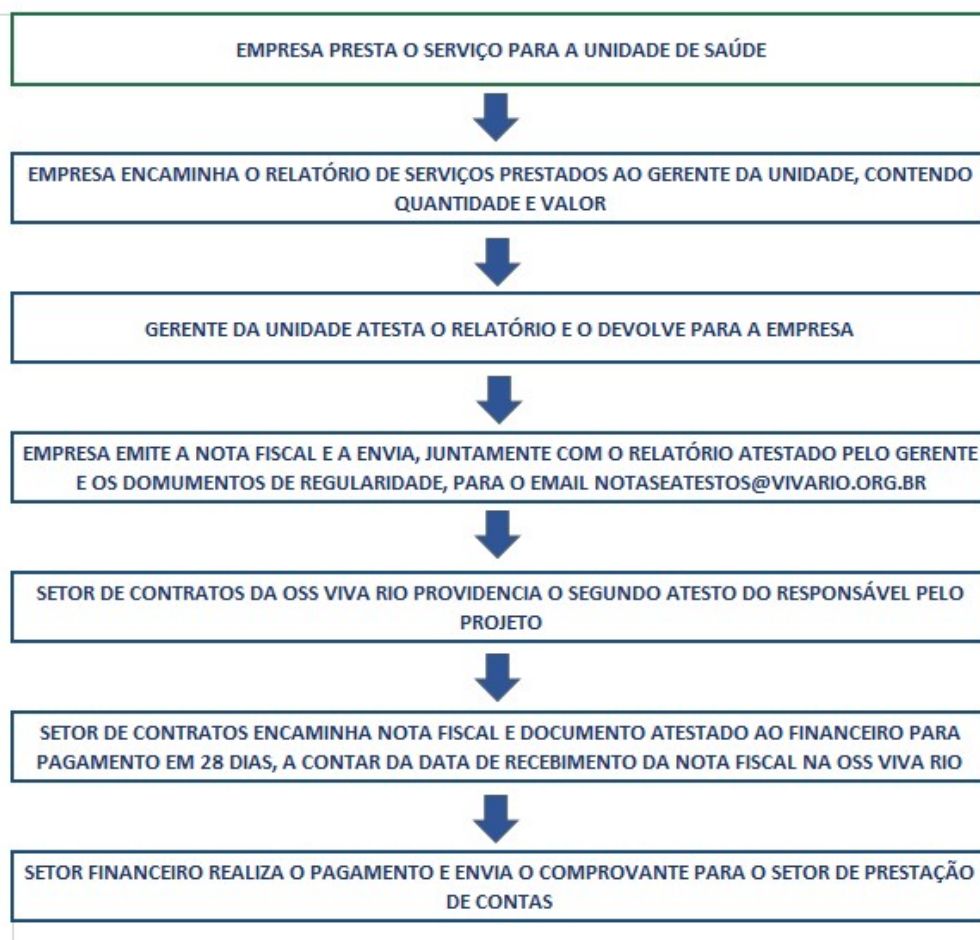 EMPRESA PRESTA O SERVIÇO PARA A UNIDADE DE SAÚDE
EMPRESA ENCAMINHA O RELATÓRIO DE SERVIÇOS PRESTADOS AO GERENTE DA UNIDADE, CONTENDO
QUANTIDADE E VALOR
GERENTE DA UNIDADE ATESTA O RELATÓRIO E O DEVOLVE PARA A EMPRESA
EMPRESA EMITE A NOTA FISCAL E A ENVIA, JUNTAMENTE COM O RELATÓRIO ATESTADO PELO GERENTE
E OS DOMUMENTOS DE REGULARIDADE, PARA O EMAIL NOTASEATESTOS@VIVARIO.ORG.BR
SETOR DE CONTRATOS DA OSS VIVA RIO PROVIDENCIA O SEGUNDO ATESTO DO RESPONSÁVEL PELO
PROJETO
SETOR DE CONTRATOS ENCAMINHA NOTA FISCAL E DOCUMENTO ATESTADO AO FINANCEIRO PARA
PAGAMENTO EM 28 DIAS, A CONTAR DA DATA DE RECEBIMENTO DA NOTA FISCAL NA OSS VIVA RIO
SETOR FINANCEIRO REALIZA O PAGAMENTO E ENVIA O COMPROVANTE PARA O SETOR DE PRESTAÇÃO
DE CONTAS